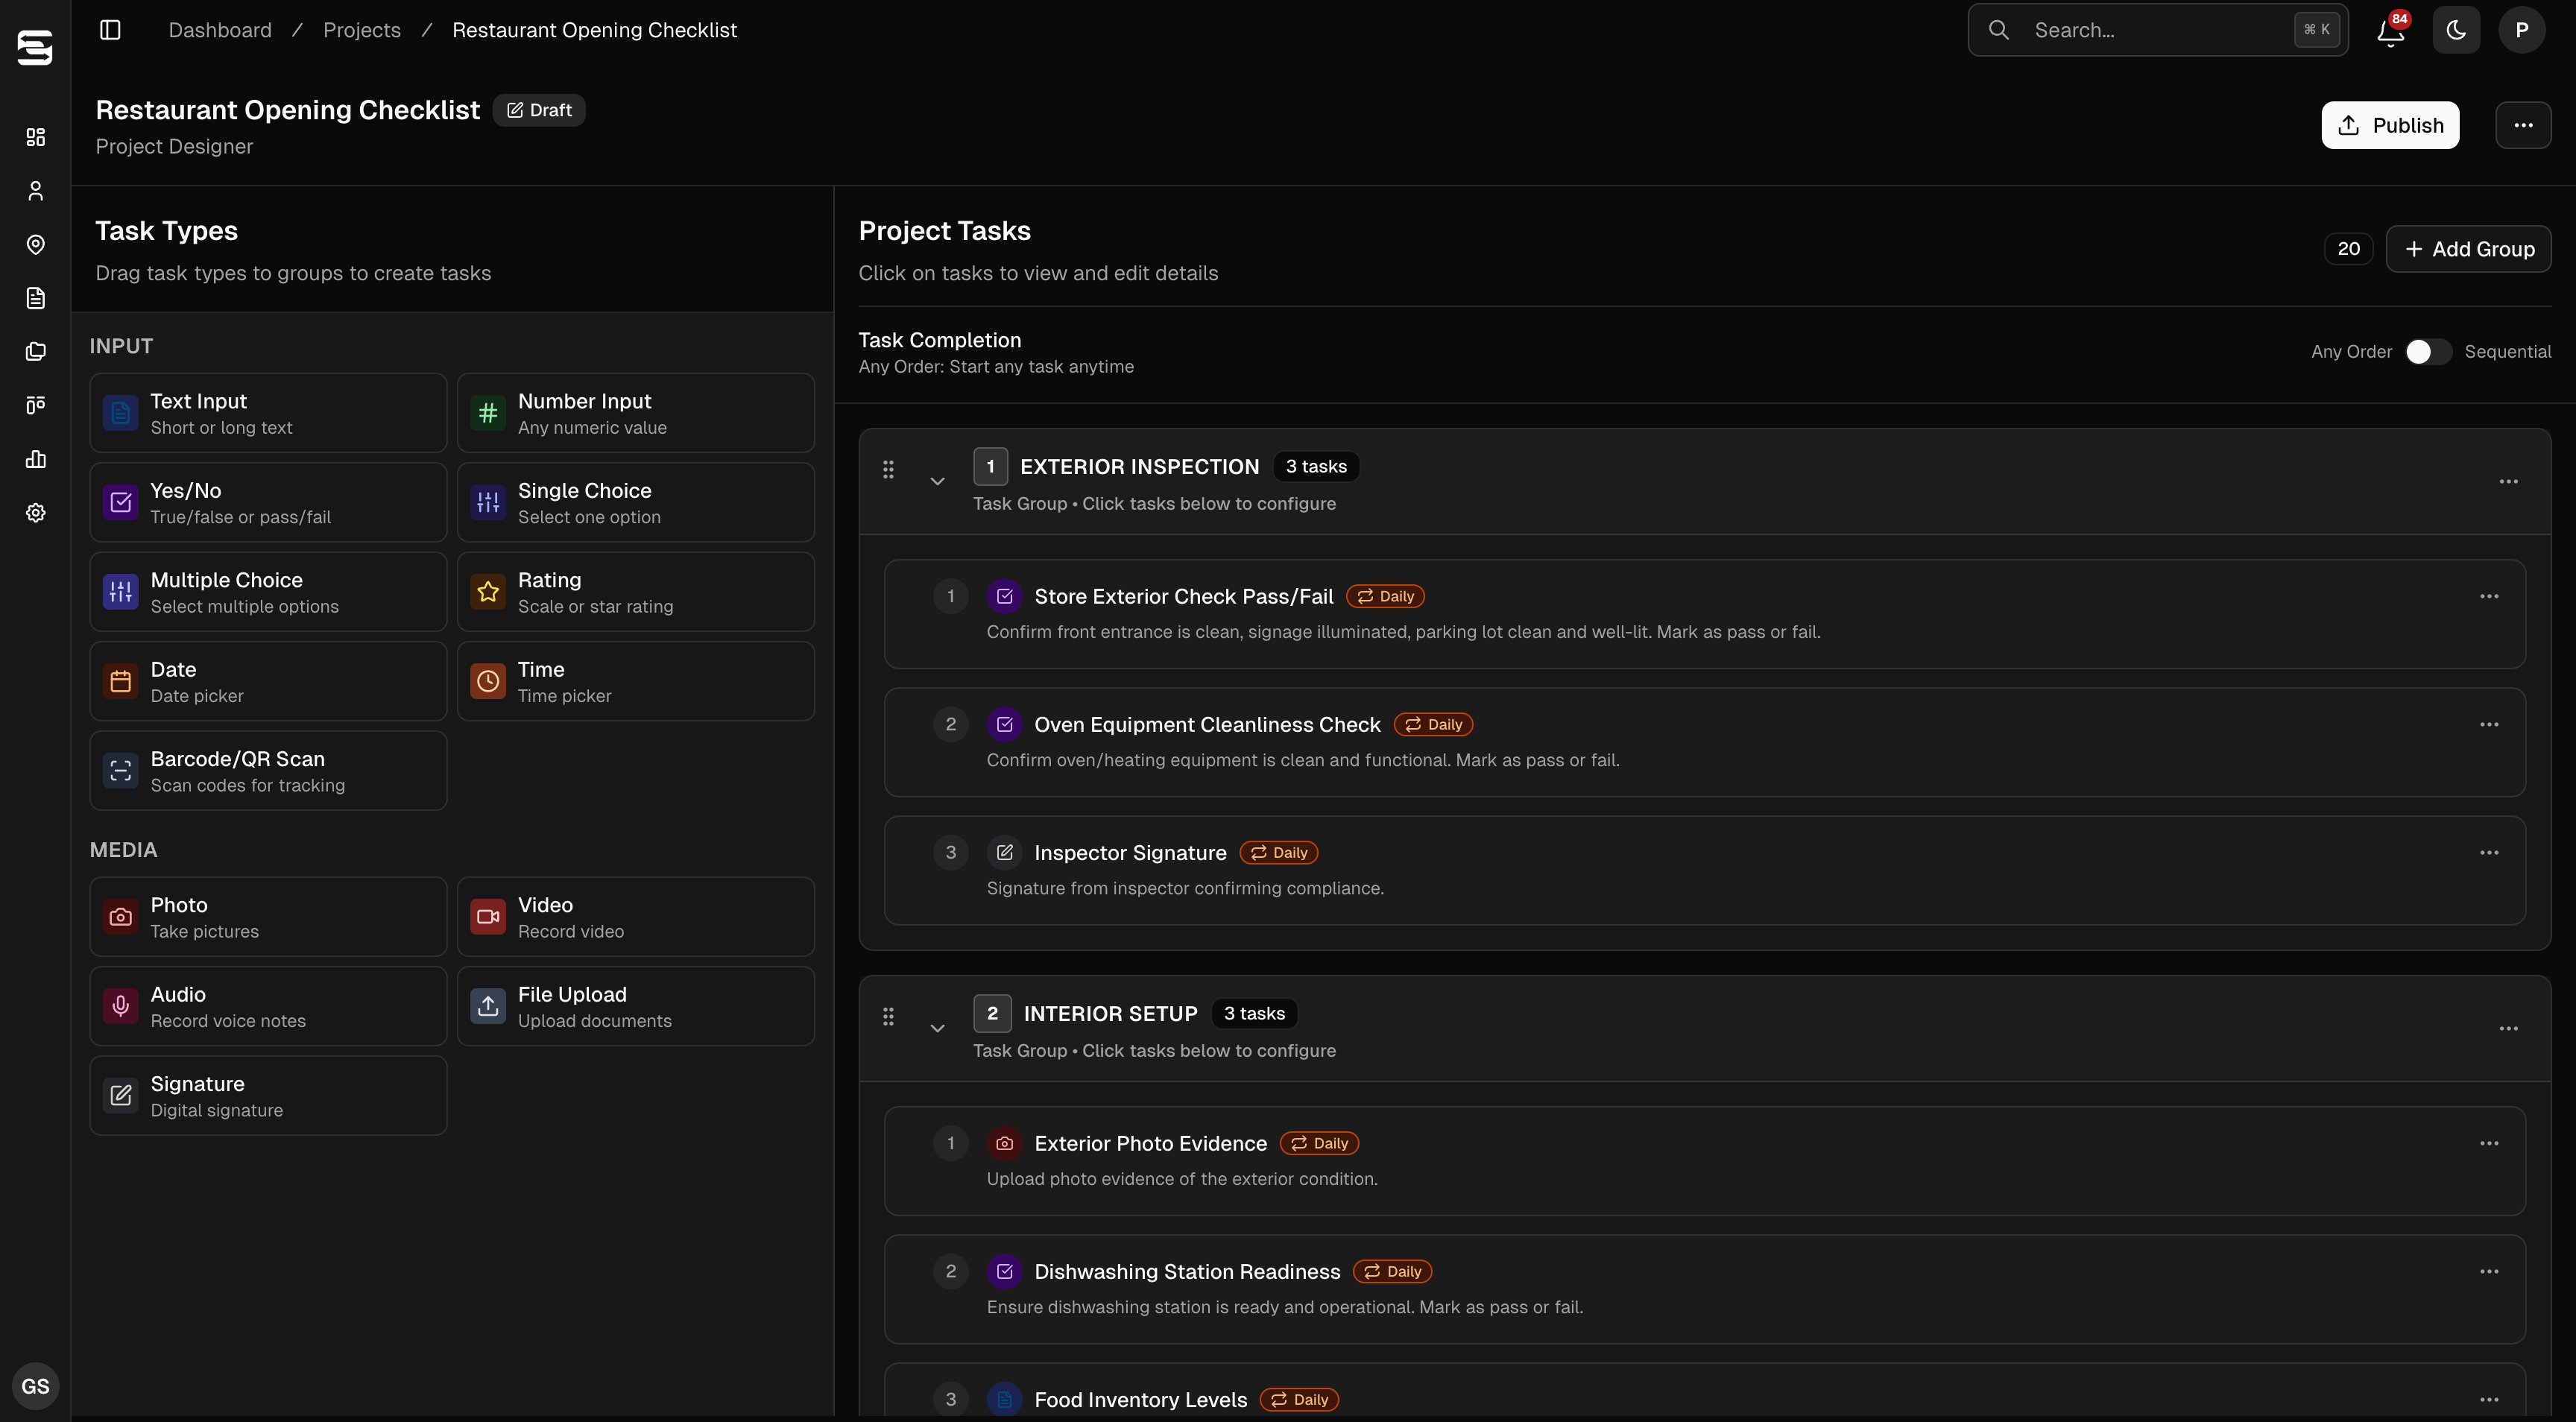 Dashboard / Projects / Restaurant Opening Checklist
Search...
⌘ K
84
P
Restaurant Opening Checklist
Draft
Project Designer
Publish
Task Types
Drag task types to groups to create tasks
INPUT
Text Input
Short or long text
Number Input
Any numeric value
Yes/No
True/false or pass/fail
Single Choice
Select one option
Multiple Choice
Select multiple options
Rating
Scale or star rating
Date
Date picker
Time
Time picker
Barcode/QR Scan
Scan codes for tracking
MEDIA
Photo
Take pictures
Video
Record video
Audio
Record voice notes
File Upload
Upload documents
Signature
Digital signature
GS
Project Tasks
Click on tasks to view and edit details
20
Add Group
Task Completion
Any Order: Start any task anytime
Any Order
Sequential
1 EXTERIOR INSPECTION 3 tasks
Task Group • Click tasks below to configure
1 Store Exterior Check Pass/Fail Daily
Confirm front entrance is clean, signage illuminated, parking lot clean and well-lit. Mark as pass or fail.
2 Oven Equipment Cleanliness Check Daily
Confirm oven/heating equipment is clean and functional. Mark as pass or fail.
3 Inspector Signature Daily
Signature from inspector confirming compliance.
2 INTERIOR SETUP 3 tasks
Task Group • Click tasks below to configure
1 Exterior Photo Evidence Daily
Upload photo evidence of the exterior condition.
2 Dishwashing Station Readiness Daily
Ensure dishwashing station is ready and operational. Mark as pass or fail.
3 Food Inventory Levels Daily